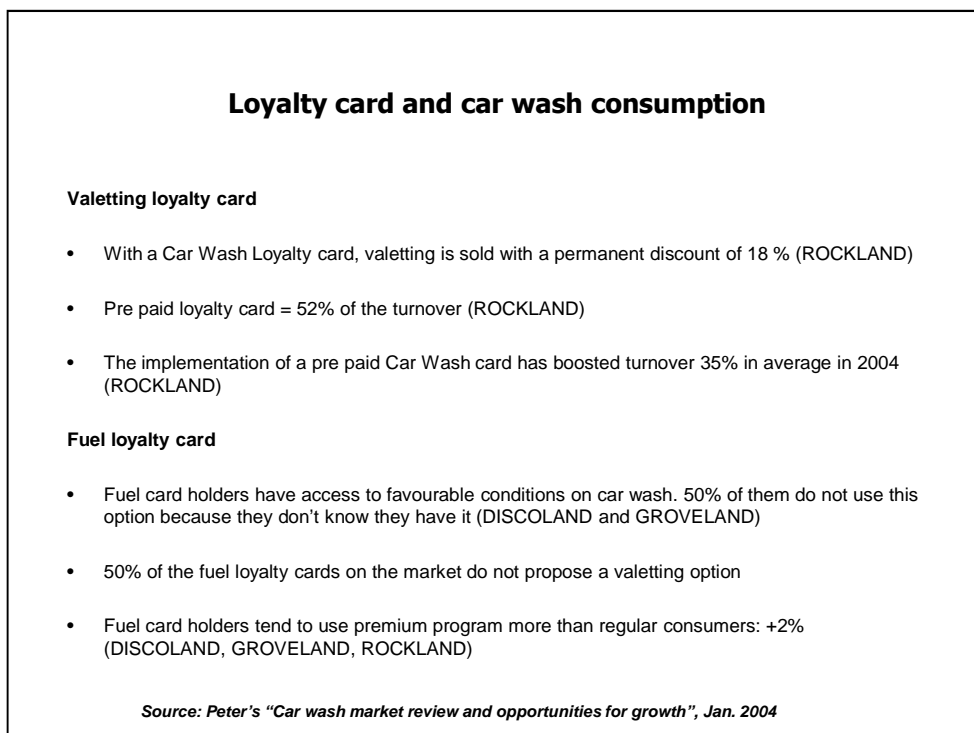 Loyalty card and car wash consumption
Valetting loyalty card
• With a Car Wash Loyalty card, valetting is sold with a permanent discount of 18 % (ROCKLAND)
• Pre paid loyalty card = 52% of the turnover (ROCKLAND)
• The implementation of a pre paid Car Wash card has boosted turnover 35% in average in 2004
(ROCKLAND)
Fuel loyalty card
• Fuel card holders have access to favourable conditions on car wash. 50% of them do not use this
option because they don’t know they have it (DISCOLAND and GROVELAND)
• 50% of the fuel loyalty cards on the market do not propose a valetting option
• Fuel card holders tend to use premium program more than regular consumers: +2%
(DISCOLAND, GROVELAND, ROCKLAND)
Source: Peter’s “Car wash market review and opportunities for growth”, Jan. 2004